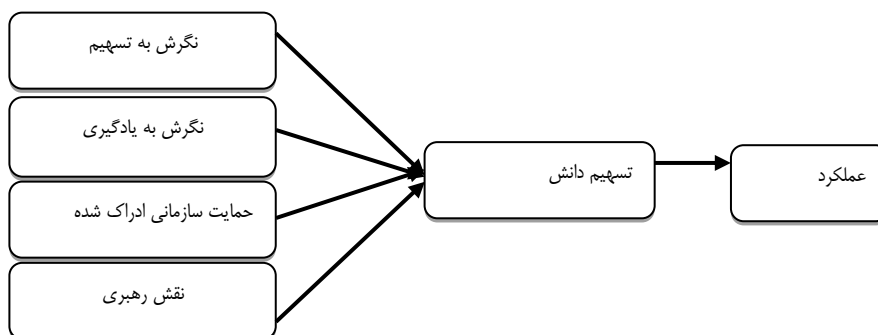 نگرش به تسهیم
نگرش به یادگیری
حمایت سازمانی ادراک شده
نقش رهبری
تسهیم دانش
عملکرد